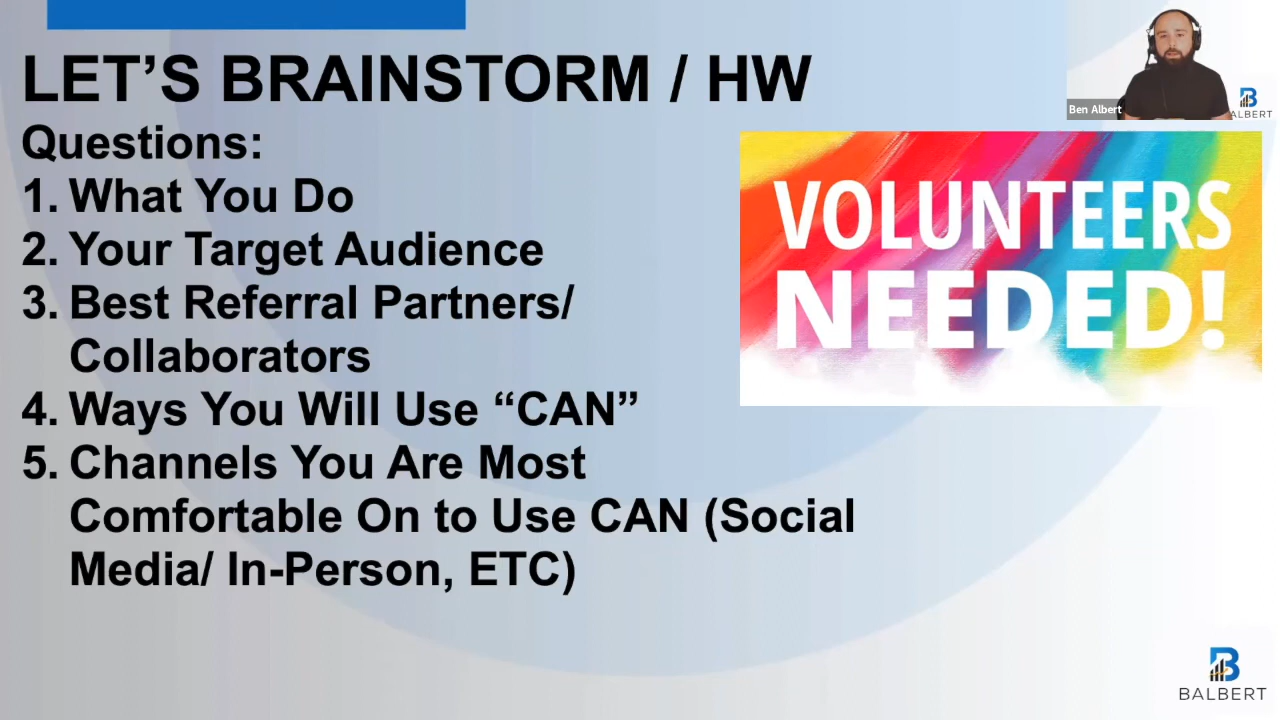 LET’S BRAINSTORM / HW
Questions:
1. What You Do
2. Your Target Audience
3. Best Referral Partners/
Collaborators
4. Ways You Will Use “CAN”
5. Channels You Are Most
Comfortable On to Use CAN (Social
Media/ In-Person, ETC)
VOLUNTEERS
NEEDED!
Ben Albert
ALBERT
BALBERT